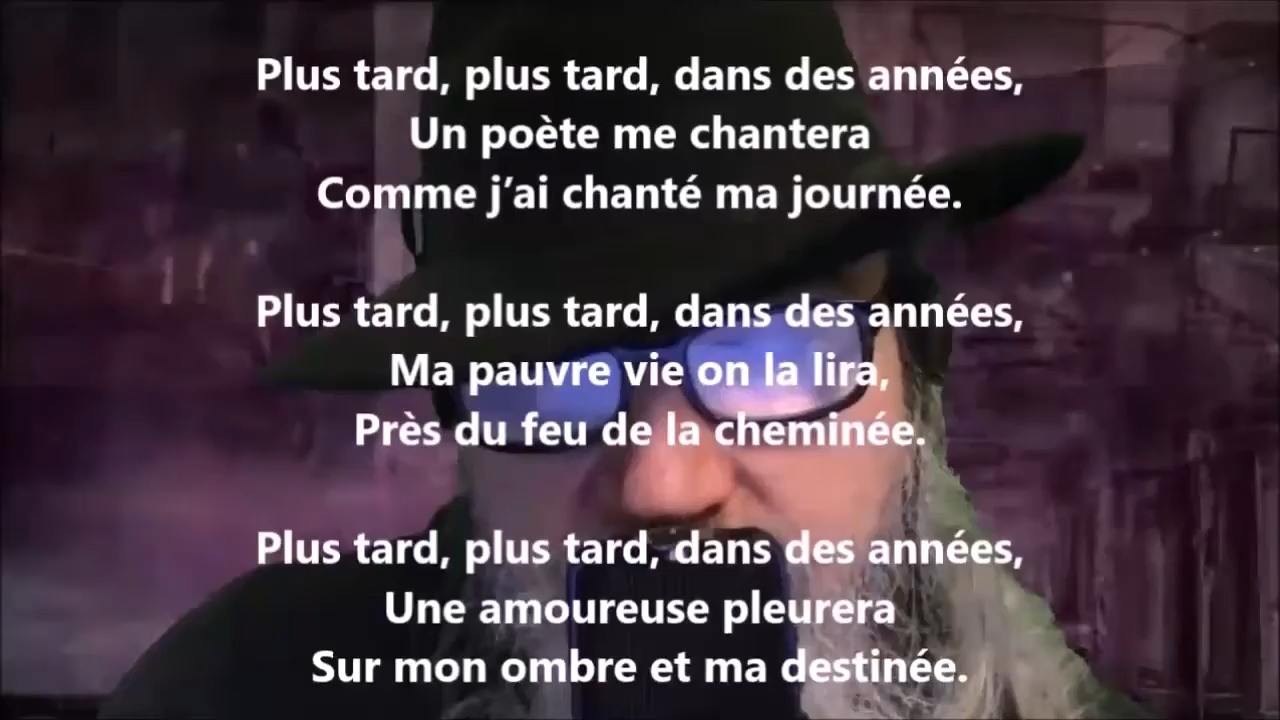 Plus tard, plus tard, dans des années,
Un poète me chantera
Comme j’ai chanté ma journée.
Plus tard, plus tard, dans des années,
Ma pauvre vie on la lira,
Près du feu de la cheminée.
Plus tard, plus tard, dans des années,
Une amoureuse pleurera
Sur mon ombre et ma destinée.